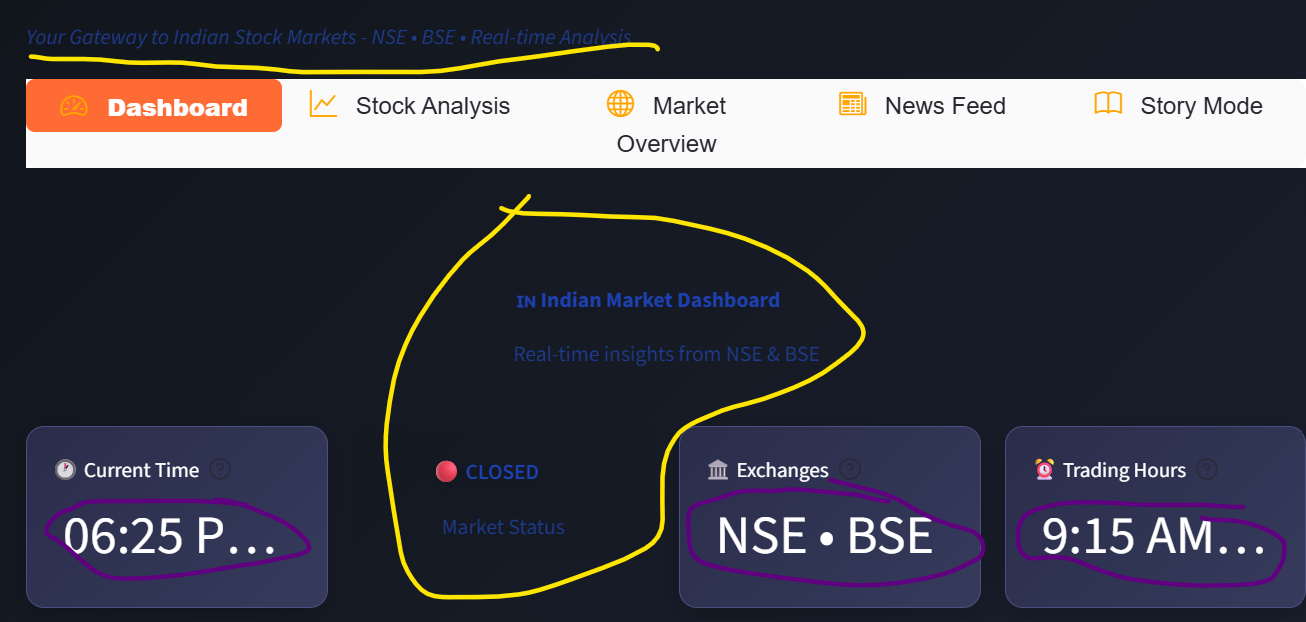 Your Gateway to Indian Stock Markets - NSE • BSE • Real-time Analysis
Dashboard
Stock Analysis
Market
Overview
News Feed
Story Mode
IN Indian Market Dashboard
Real-time insights from NSE & BSE
Current Time ?
06:25 P...
CLOSED
Market Status
Exchanges ?
NSE • BSE
Trading Hours ?
9:15 AM...